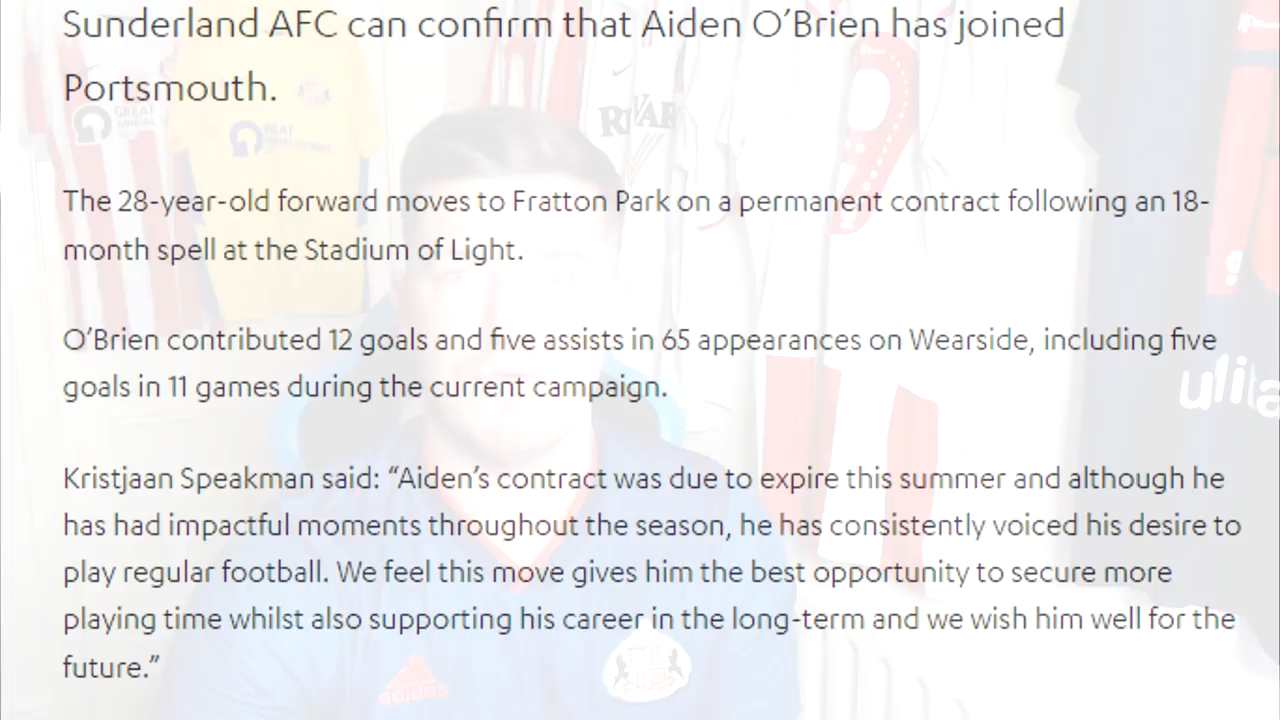 Sunderland AFC can confirm that Aiden O’Brien has joined
Portsmouth.
The 28-year-old forward moves to Fratton Park on a permanent contract following an 18-
month spell at the Stadium of Light.
O’Brien contributed 12 goals and five assists in 65 appearances on Wearside, including five
goals in 11 games during the current campaign.
Kristjaan Speakman said: “Aiden’s contract was due to expire this summer and although he
has had impactful moments throughout the season, he has consistently voiced his desire to
play regular football. We feel this move gives him the best opportunity to secure more
playing time whilst also supporting his career in the long-term and we wish him well for the
future.”
GREAT
ANNUAL
adidas